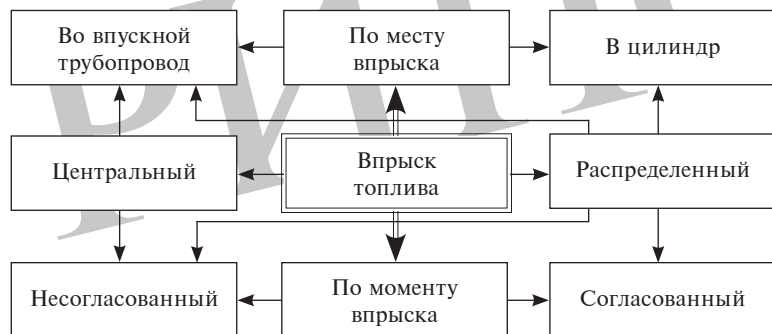 Во впускной
трубопровод
По месту
впрыска
В цилиндр
Центральный
Впрыск
топлива
Распределенный
Несогласованный
По моменту
впрыска
Согласованный